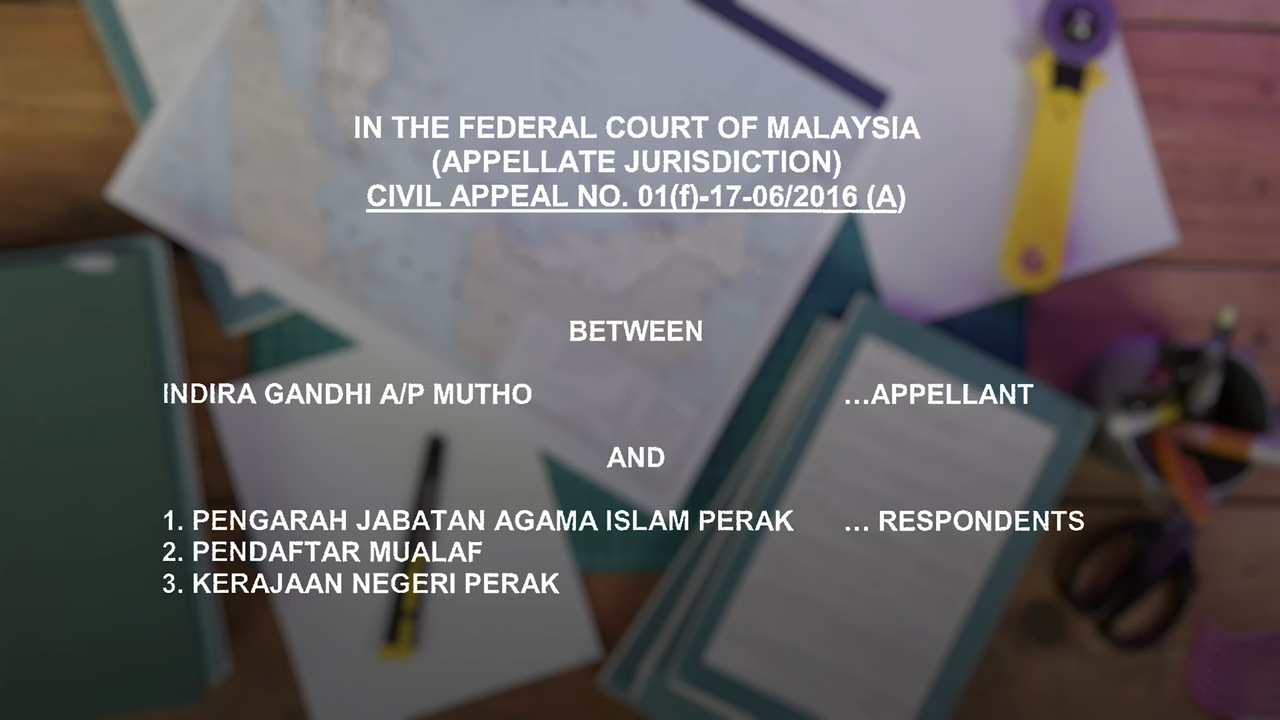 IN THE FEDERAL COURT OF MALAYSIA
(APPELLATE JURISDICTION)
CIVIL APPEAL NO. 01(f)-17-06/2016 (A)
BETWEEN
INDIRA GANDHI A/P MUTHO ...APPELLANT
AND
1. PENGARAH JABATAN AGAMA ISLAM PERAK ... RESPONDENTS
2. PENDAFTAR MUALAF
3. KERAJAAN NEGERI PERAK